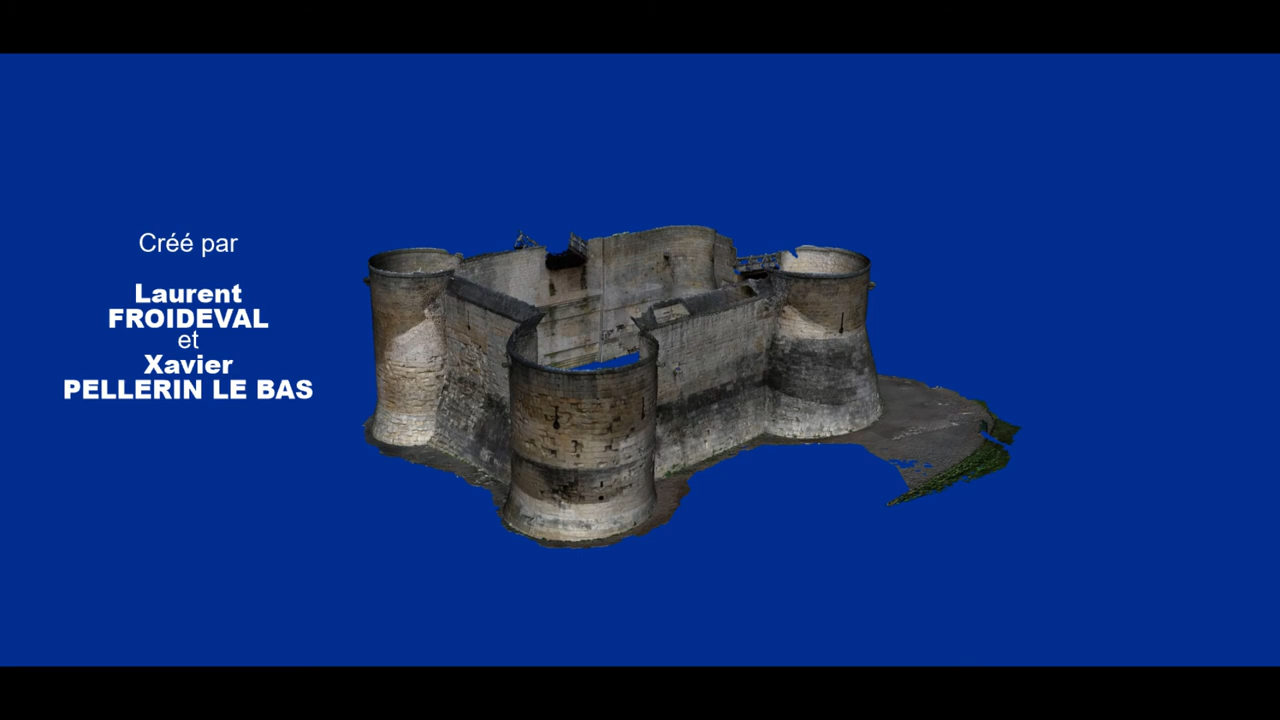 Créé par
Laurent
FROIDEVAL
et
Xavier
PELLERIN LE BAS